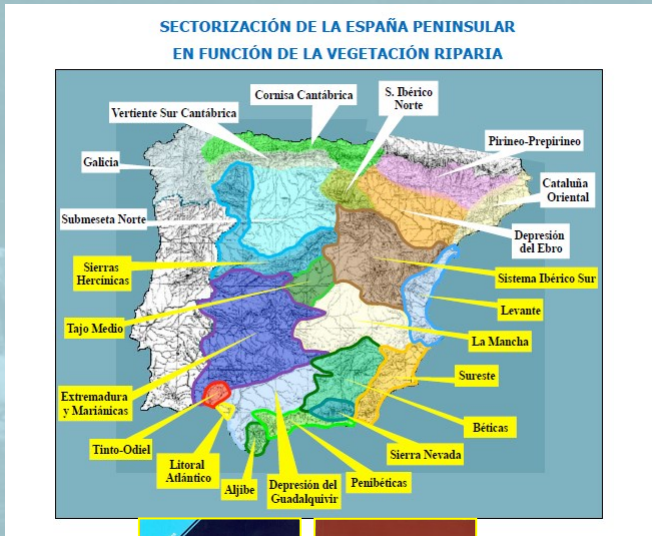 SECTORIZACIÓN DE LA ESPAÑA PENINSULAR
EN FUNCIÓN DE LA VEGETACIÓN RIPARIA
Cornisa Cantábrica
S. Ibérico
Norte
Vertiente Sur Cantábrica
Pirineo-Prepirineo
Galicia
Cataluña
Oriental
Submeseta Norte
Depresión
del Ebro
Sierras
Hercínicas
Sistema Ibérico Sur
Levante
Tajo Medio
La Mancha
Sureste
Extremadura
y Mariánicas
Béticas
Tinto-Odiel
Sierra Nevada
Litoral
Atlántico
Aljibe
Depresión del
Guadalquivir
Penibéticas